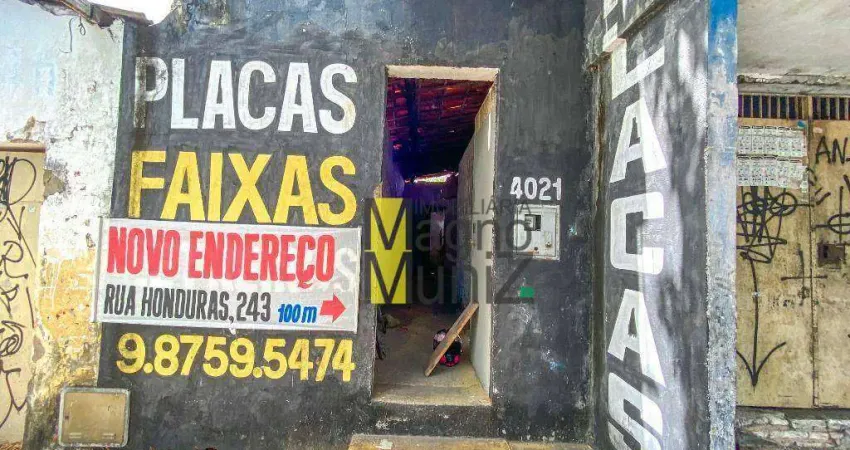 PLACAS
FAIXAS
NOVO ENDEREÇO
RUA HONDURAS, 243 100m
9.8759.5474
4021
IMOBILIÁRIA
Magno
Muniz
PLACAS